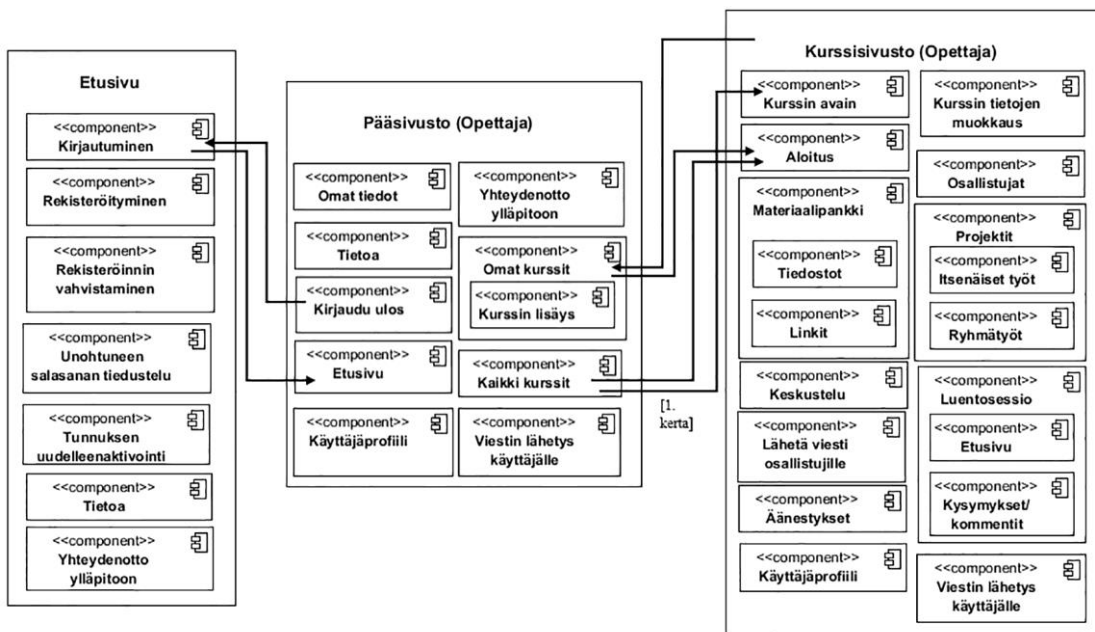 Etusivu
<<component>>
Kirjautuminen
<<component>>
Rekisteröityminen
<<component>>
Rekisteröinnin
vahvistaminen
<<component>>
Unohtuneen
salasanan tiedustelu
<<component>>
Tunnuksen
uudelleenaktivointi
<<component>>
Tietoa
<<component>>
Yhteydenotto
ylläpitoon
Pääsivusto (Opettaja)
<<component>>
Omat tiedot
<<component>>
Tietoa
<<component>>
Kirjaudu ulos
<<component>>
Etusivu
<<component>>
Käyttäjäprofiili
<<component>>
Yhteydenotto
ylläpitoon
<<component>>
Omat kurssit
<<component>>
Kurssin lisäys
<<component>>
Kaikki kurssit
<<component>>
Viestin lähetys
käyttäjälle
[1.
kerta]
Kurssisivusto (Opettaja)
<<component>>
Kurssin avain
<<component>>
Aloitus
<<component>>
Materiaalipankki
<<component>>
Tiedostot
<<component>>
Linkit
<<component>>
Keskustelu
<<component>>
Lähetä viesti
osallistujille
<<component>>
Äänestykset
<<component>>
Käyttäjäprofiili
<<component>>
Kurssin tietojen
muokkaus
<<component>>
Osallistujat
<<component>>
Projektit
<<component>>
Itsenäiset työt
<<component>>
Ryhmätyöt
<<component>>
Luentosessio
<<component>>
Etusivu
<<component>>
Kysymykset/
kommentit
<<component>>
Viestin lähetys
käyttäjälle